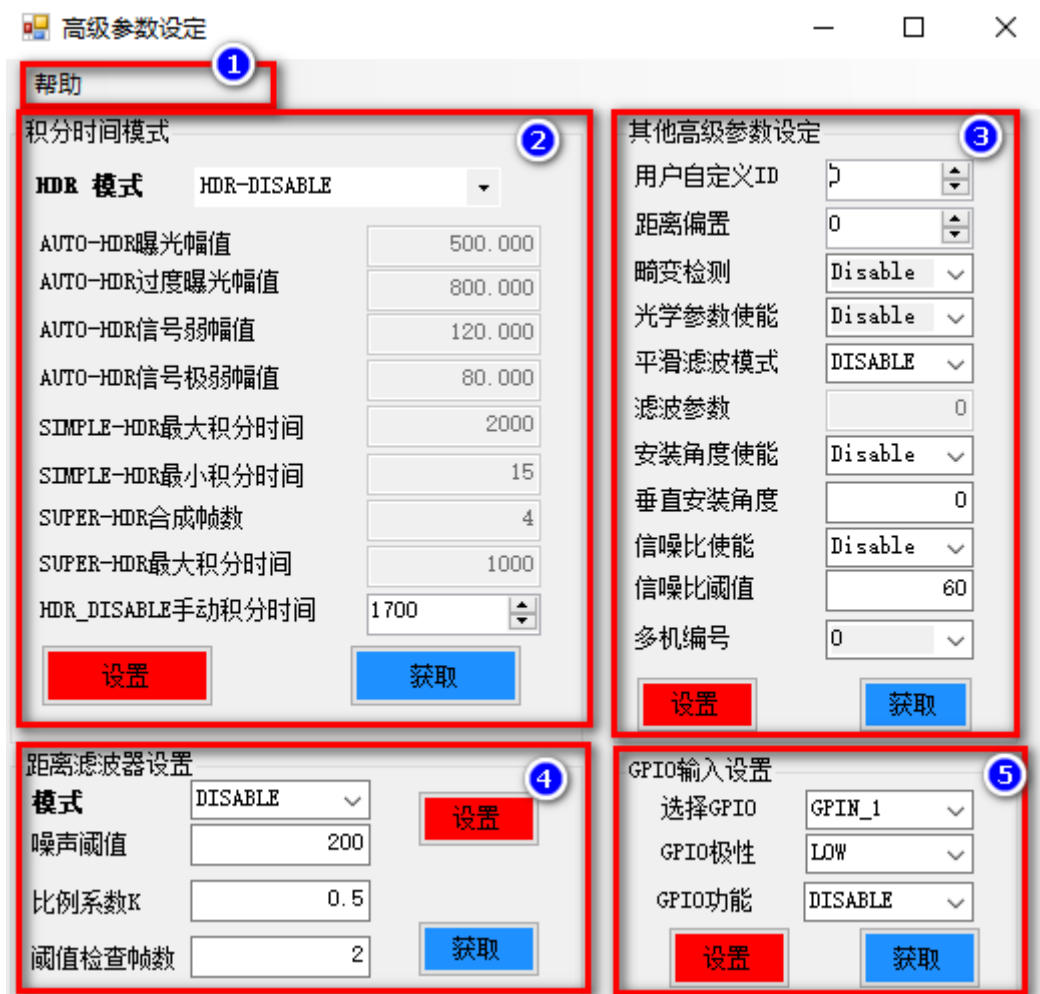 高级参数设定
1
帮助
积分时间模式
2
HDR 模式 HDR-DISABLE
AUTO-HDR曝光幅值 500.000
AUTO-HDR过度曝光幅值 800.000
AUTO-HDR信号弱幅值 120.000
AUTO-HDR信号极弱幅值 80.000
SIMPLE-HDR最大积分时间 2000
SIMPLE-HDR最小积分时间 15
SUPER-HDR合成帧数 4
SUPER-HDR最大积分时间 1000
HDR_DISABLE手动积分时间 1700
设置 获取
其他高级参数设定
3
用户自定义ID
距离偏置 0
畸变检测 Disable
光学参数使能 Disable
平滑滤波模式 DISABLE
滤波参数 0
安装角度使能 Disable
垂直安装角度 0
信噪比使能 Disable
信噪比阈值 60
多机编号 0
设置 获取
距离滤波器设置
4
模式 DISABLE
设置
噪声阈值 200
比例系数K 0.5
阈值检查帧数 2
获取
GPIO输入设置
5
选择GPIO GPIN_1
GPIO极性 LOW
GPIO功能 DISABLE
设置 获取